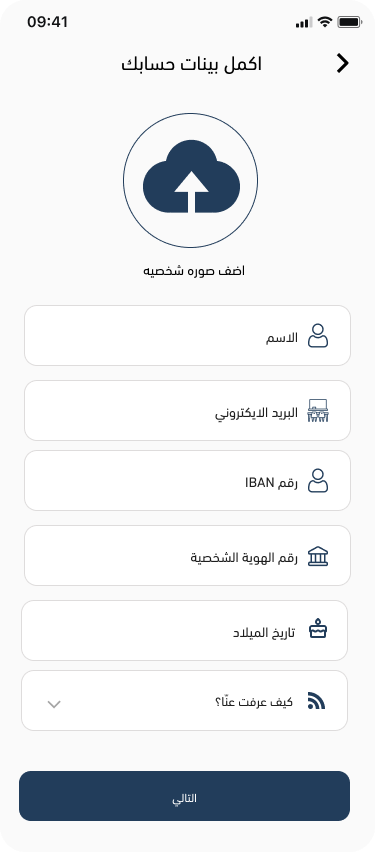 09:41
اكمل بينات حسابك
اضف صوره شخصيه
الاسم
البريد الايكتروني
رقم IBAN
رقم الهوية الشخصية
تاريخ الميلاد
كيف عرفت عنّا؟
التالي